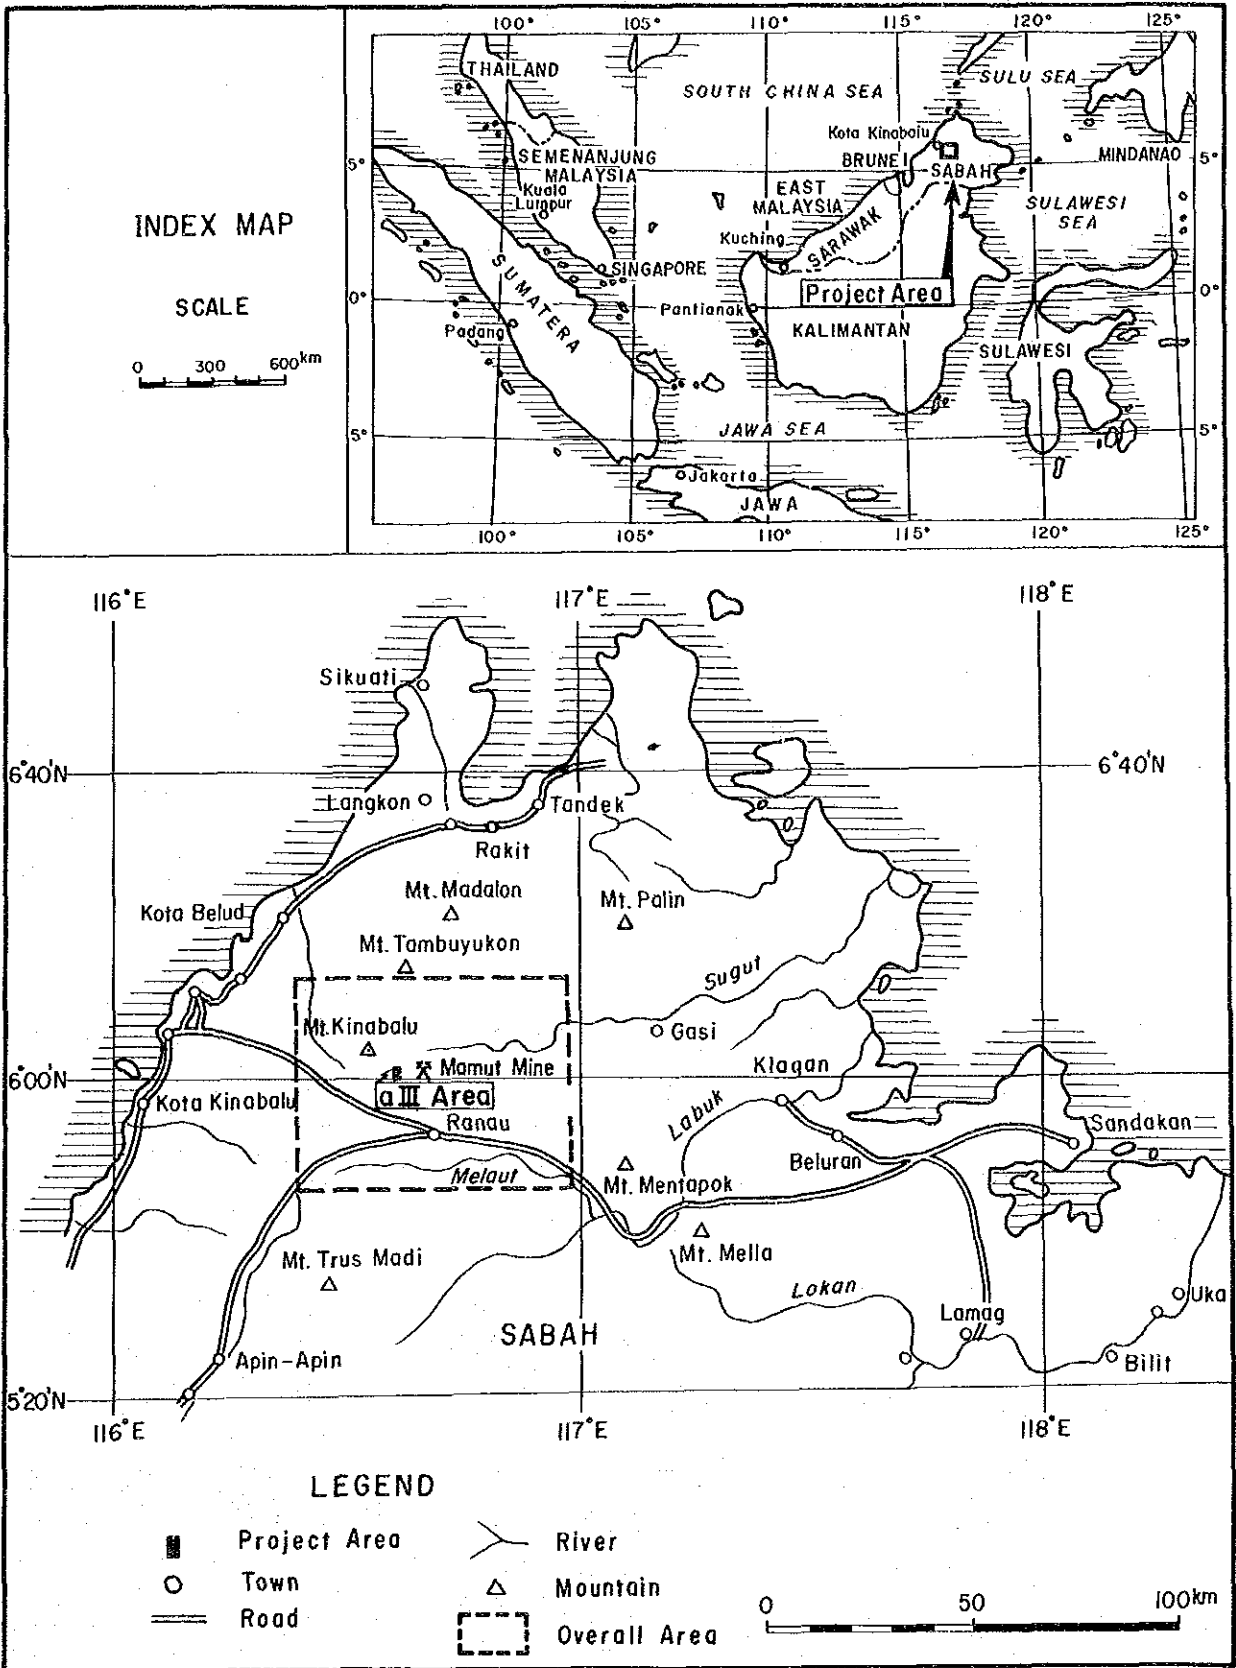 100° 105° 110° 115° 120° 125°
THAILAND
SOUTH CHINA SEA
SULU SEA
Kota Kinabalu
SEMENANJUNG
MALAYSIA
BRUNEI
SABAH
MINDANAO
5°
5°
Kuala
Lumpur
EAST
MALAYSIA
SULAWESI
SEA
INDEX MAP
Kuching
SARAWAK
SUMATERA
SINGAPORE
SCALE
Project Area
0°
0°
Pantianak
Padang
KALIMANTAN
SULAWESI
0 300 600km
5°
JAWA SEA
5°
Jakarta
JAWA
100° 105° 110° 115° 120° 125°
116°E 117°E 118°E
Sikuati
6°40'N
6°40'N
Langkon
Tandek
Rakit
Mt. Madalon
Mt. Palin
Kota Belud
Mt. Tambuyukon
Sugut
Mt. Kinabalu
Gasi
Mamut Mine
Klagan
6°00'N
a III Area
Kota Kinabalu
Ranau
Labuk
Sandakan
Beluran
Melaut
Mt. Mentapok
Mt. Trus Madi
Mt. Mella
Lokan
Uka
Lamag
SABAH
Apin-Apin
Bilit
5°20'N
116°E 117°E 118°E
LEGEND
Project Area
River
Town
Mountain
Road
Overall Area
0 50 100km